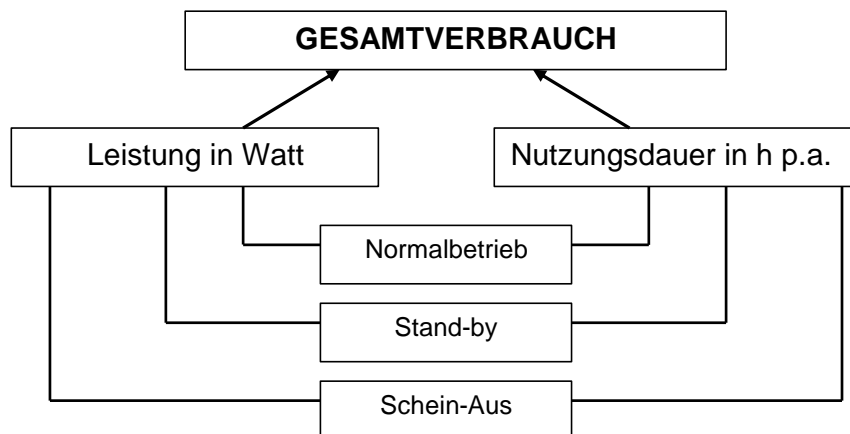 GESAMTVERBRAUCH
Leistung in Watt
Nutzungsdauer in h p.a.
Normalbetrieb
Stand-by
Schein-Aus